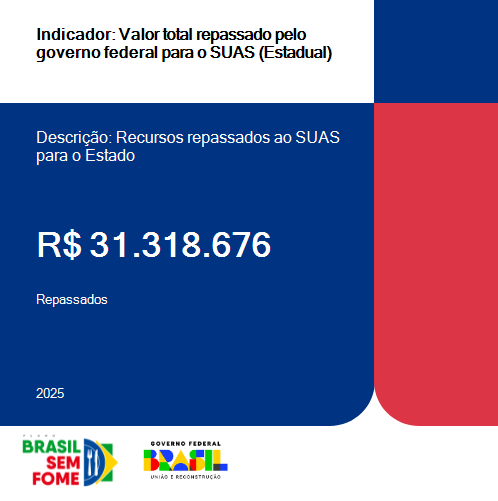 Indicador: Valor total repassado pelo
governo federal para o SUAS (Estadual)
Descrição: Recursos repassados ao SUAS
para o Estado
R$ 31.318.676
Repassados
2025
PLANO
BRASIL
SEM
FOME
GOVERNO FEDERAL
BRASIL
UNIÃO E RECONSTRUÇÃO